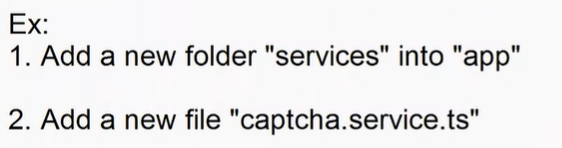 Ex:
1. Add a new folder "services" into "app"
2. Add a new file "captcha.service.ts"